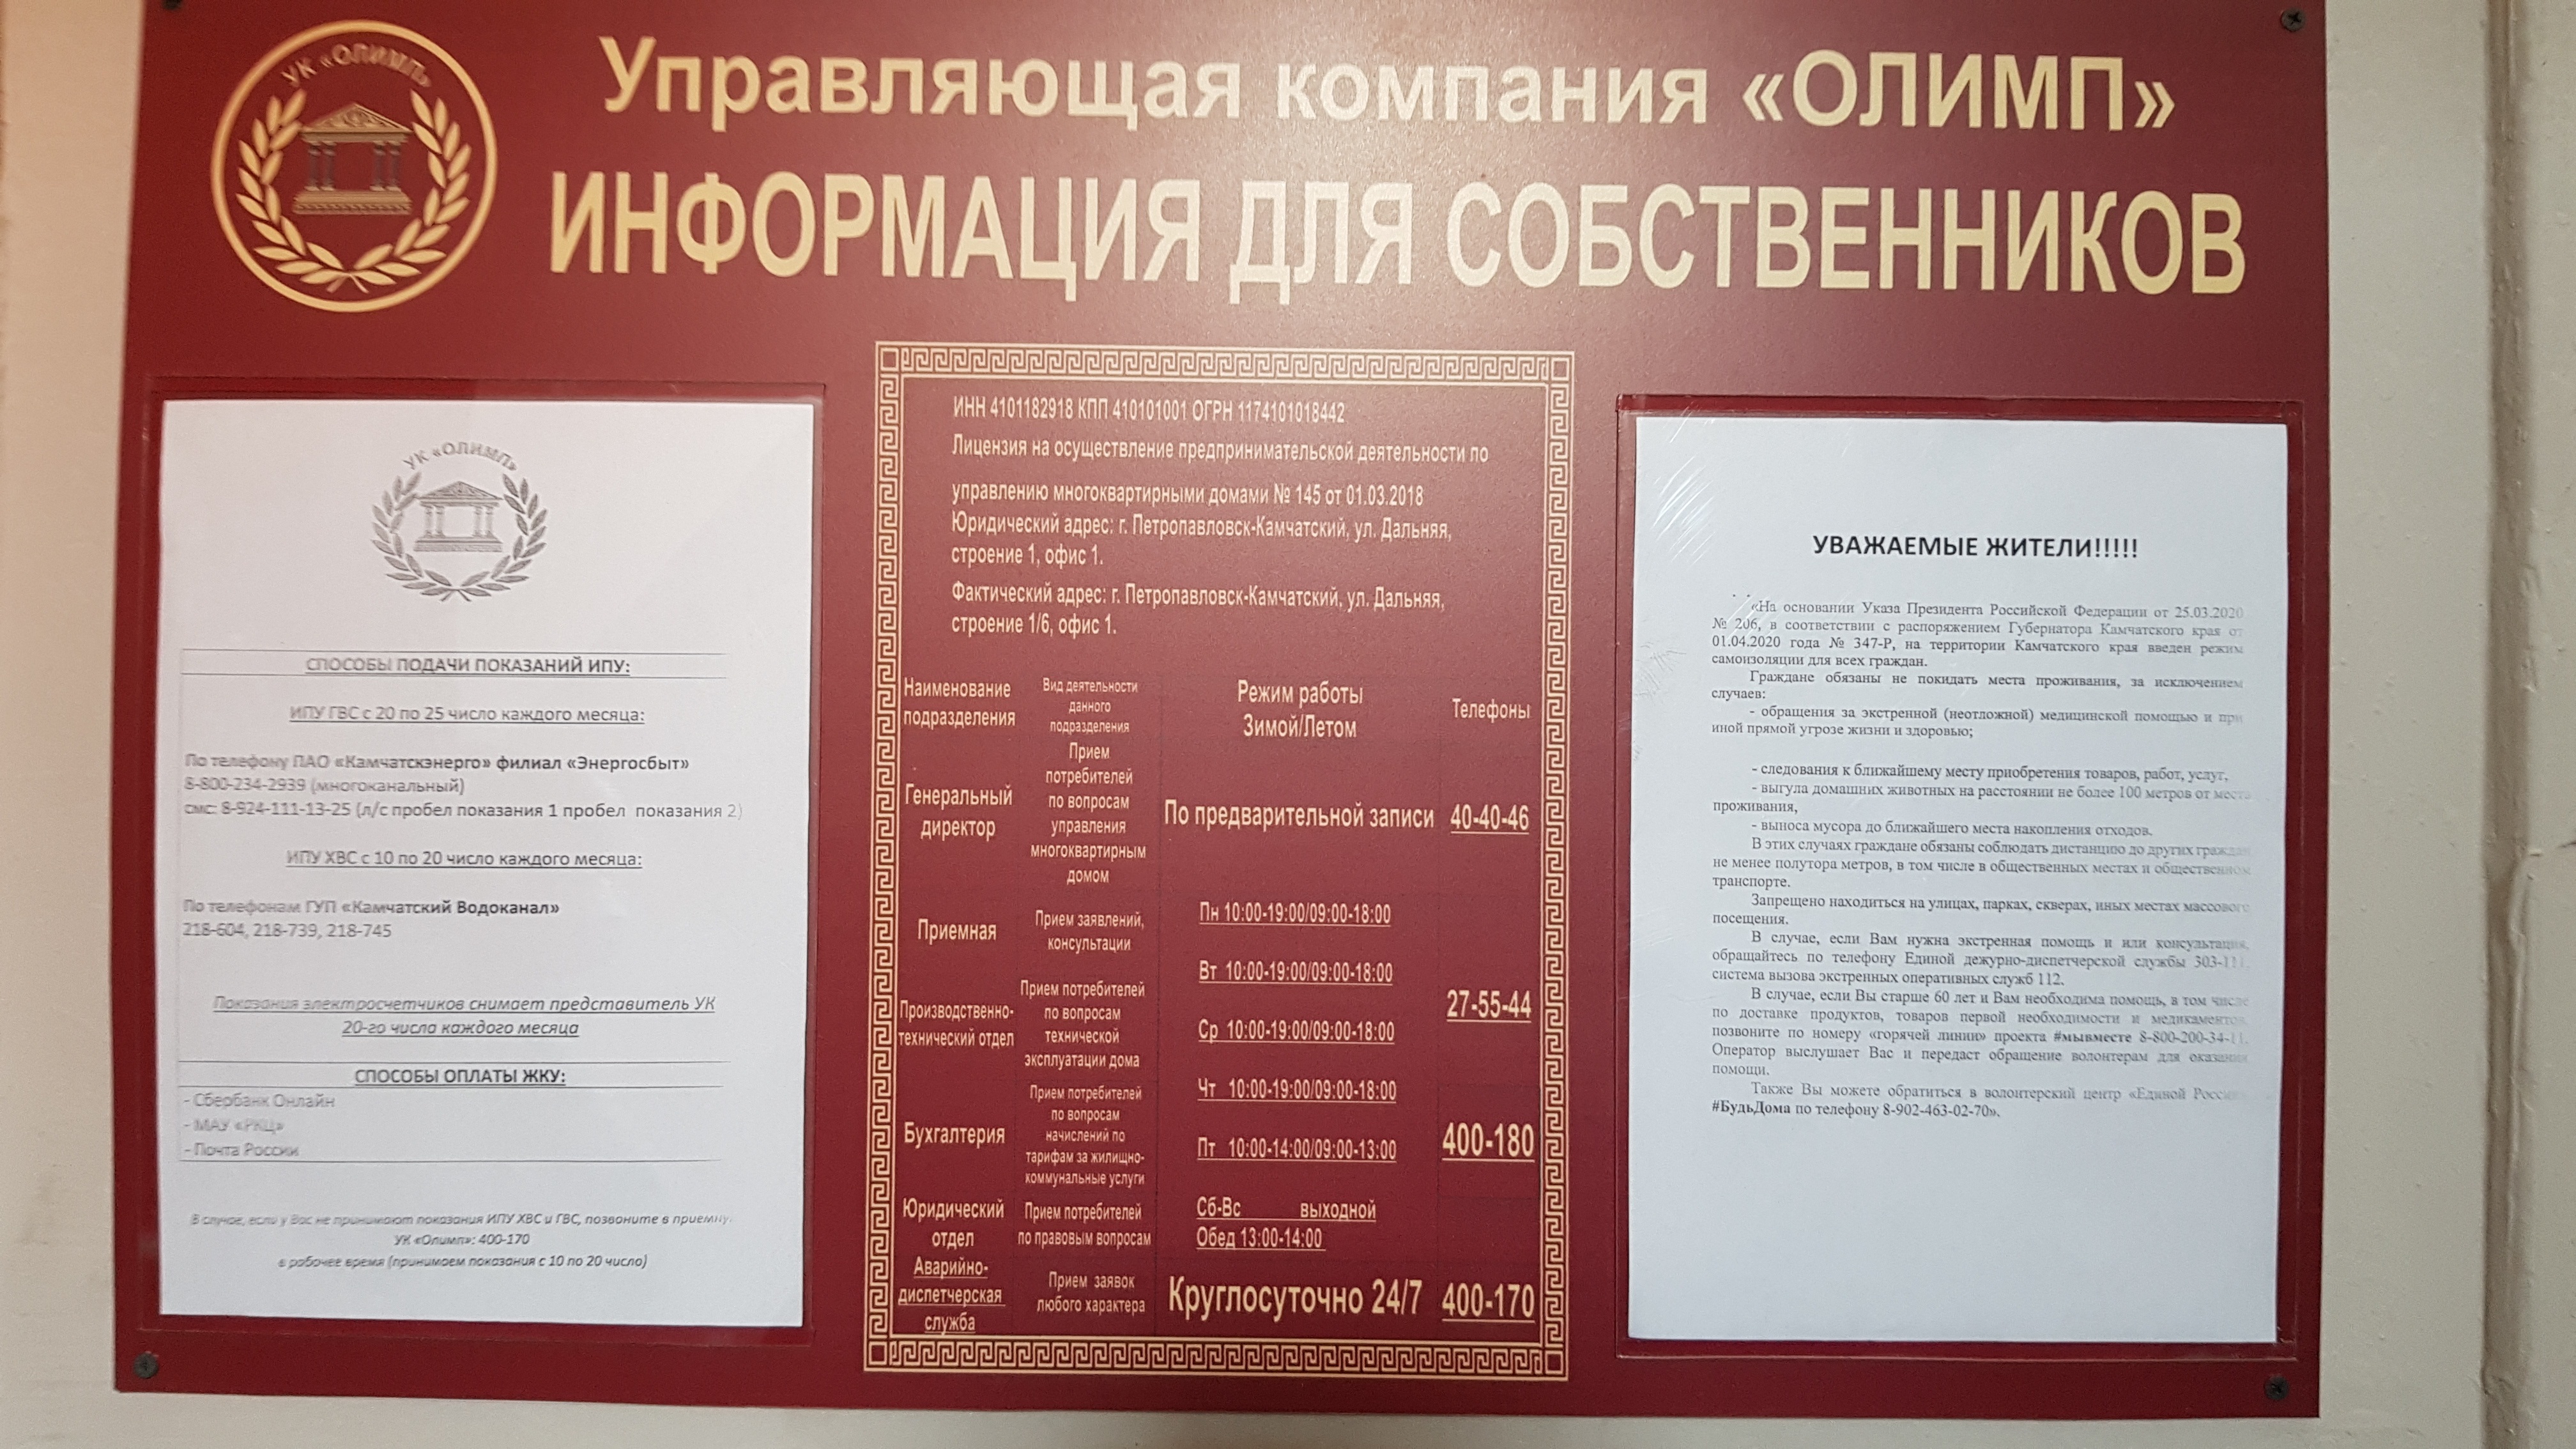 УК «ОЛИМП»
Управляющая компания «ОЛИМП»
ИНФОРМАЦИЯ ДЛЯ СОБСТВЕННИКОВ
УК «ОЛИМП»
СПОСОБЫ ПОДАЧИ ПОКАЗАНИЙ ИПУ:
ИПУ ГВС с 20 по 25 число каждого месяца:
По телефону ПАО «Камчатскэнерго» филиал «Энергосбыт»
8-800-234-2939 (многоканальный)
смс: 8-924-111-13-25 (л/с пробел показания 1 пробел показания 2)
ИПУ ХВС с 10 по 20 число каждого месяца:
По телефонам ГУП «Камчатский Водоканал»
218-604, 218-739, 218-745
Показания электросчетчиков снимает представитель УК
20-го числа каждого месяца
СПОСОБЫ ОПЛАТЫ ЖКУ:
- Сбербанк Онлайн
- МАУ «РКЦ»
- Почта России
В случае, если у Вас не принимают показания ИПУ ХВС и ГВС, позвоните в
УК «Олимп»: 400-170
в рабочее время (принимаем показания с 10 по 20 число)
ИНН 4101182918 КПП 410101001 ОГРН 1174101018442
Лицензия на осуществление предпринимательской деятельности по
управлению многоквартирными домами № 145 от 01.03.2018
Юридический адрес: г. Петропавловск-Камчатский, ул. Дальняя,
строение 1, офис 1.
Фактический адрес: г. Петропавловск-Камчатский, ул. Дальняя,
строение 1/6, офис 1.
Наименование
подразделения
Вид деятельности
данного
подразделения
Режим работы
Зимой/Летом
Телефоны
Генеральный
директор
Прием
потребителей
по вопросам
управления
многоквартирным
домом
По предварительной записи
40-40-46
Приемная
Прием заявлений,
консультации
Производственно-
технический отдел
Прием потребителей
по вопросам
технической
эксплуатации дома
Бухгалтерия
Прием потребителей
по вопросам
начислений по
тарифам за жилищно-
коммунальные услуги
Юридический
отдел
Прием потребителей
по правовым вопросам
Пн 10:00-19:00/09:00-18:00
Вт 10:00-19:00/09:00-18:00
Ср 10:00-19:00/09:00-18:00
Чт 10:00-19:00/09:00-18:00
Пт 10:00-14:00/09:00-13:00
Сб-Вс выходной
Обед 13:00-14:00
27-55-44
400-180
Аварийно-
диспетчерская
служба
Прием заявок
любого характера
Круглосуточно 24/7
400-170
УВАЖАЕМЫЕ ЖИТЕЛИ!!!!!
«На основании Указа Президента Российской Федерации от 25.03.2020
№ 206, в соответствии с распоряжением Губернатора Камчатского края от
01.04.2020 года № 347-Р, на территории Камчатского края введен режим
самоизоляции для всех граждан.
Граждане обязаны не покидать места проживания, за исключением
случаев:
- обращения за экстренной (неотложной) медицинской помощью и при
иной прямой угрозе жизни и здоровью;
- следования к ближайшему месту приобретения товаров, работ, услуг,
- выгула домашних животных на расстоянии не более 100 метров от места
проживания,
- выноса мусора до ближайшего места накопления отходов.
В этих случаях граждане обязаны соблюдать дистанцию до других граждан
не менее полутора метров, в том числе в общественных местах и общественном
транспорте.
Запрещено находиться на улицах, парках, скверах, иных местах массового
посещения.
В случае, если Вам нужна экстренная помощь и или консультация,
обращайтесь по телефону Единой дежурно-диспетчерской службы 303-111,
система вызова экстренных оперативных служб 112.
В случае, если Вы старше 60 лет и Вам необходима помощь, в том числе
по доставке продуктов, товаров первой необходимости и медикаментов,
позвоните по номеру «горячей линии» проекта #мывместе 8-800-200-34-11.
Оператор выслушает Вас и передаст обращение волонтерам для оказания
помощи.
Также Вы можете обратиться в волонтерский центр «Единой
#БудьДома по телефону 8-902-463-02-70».